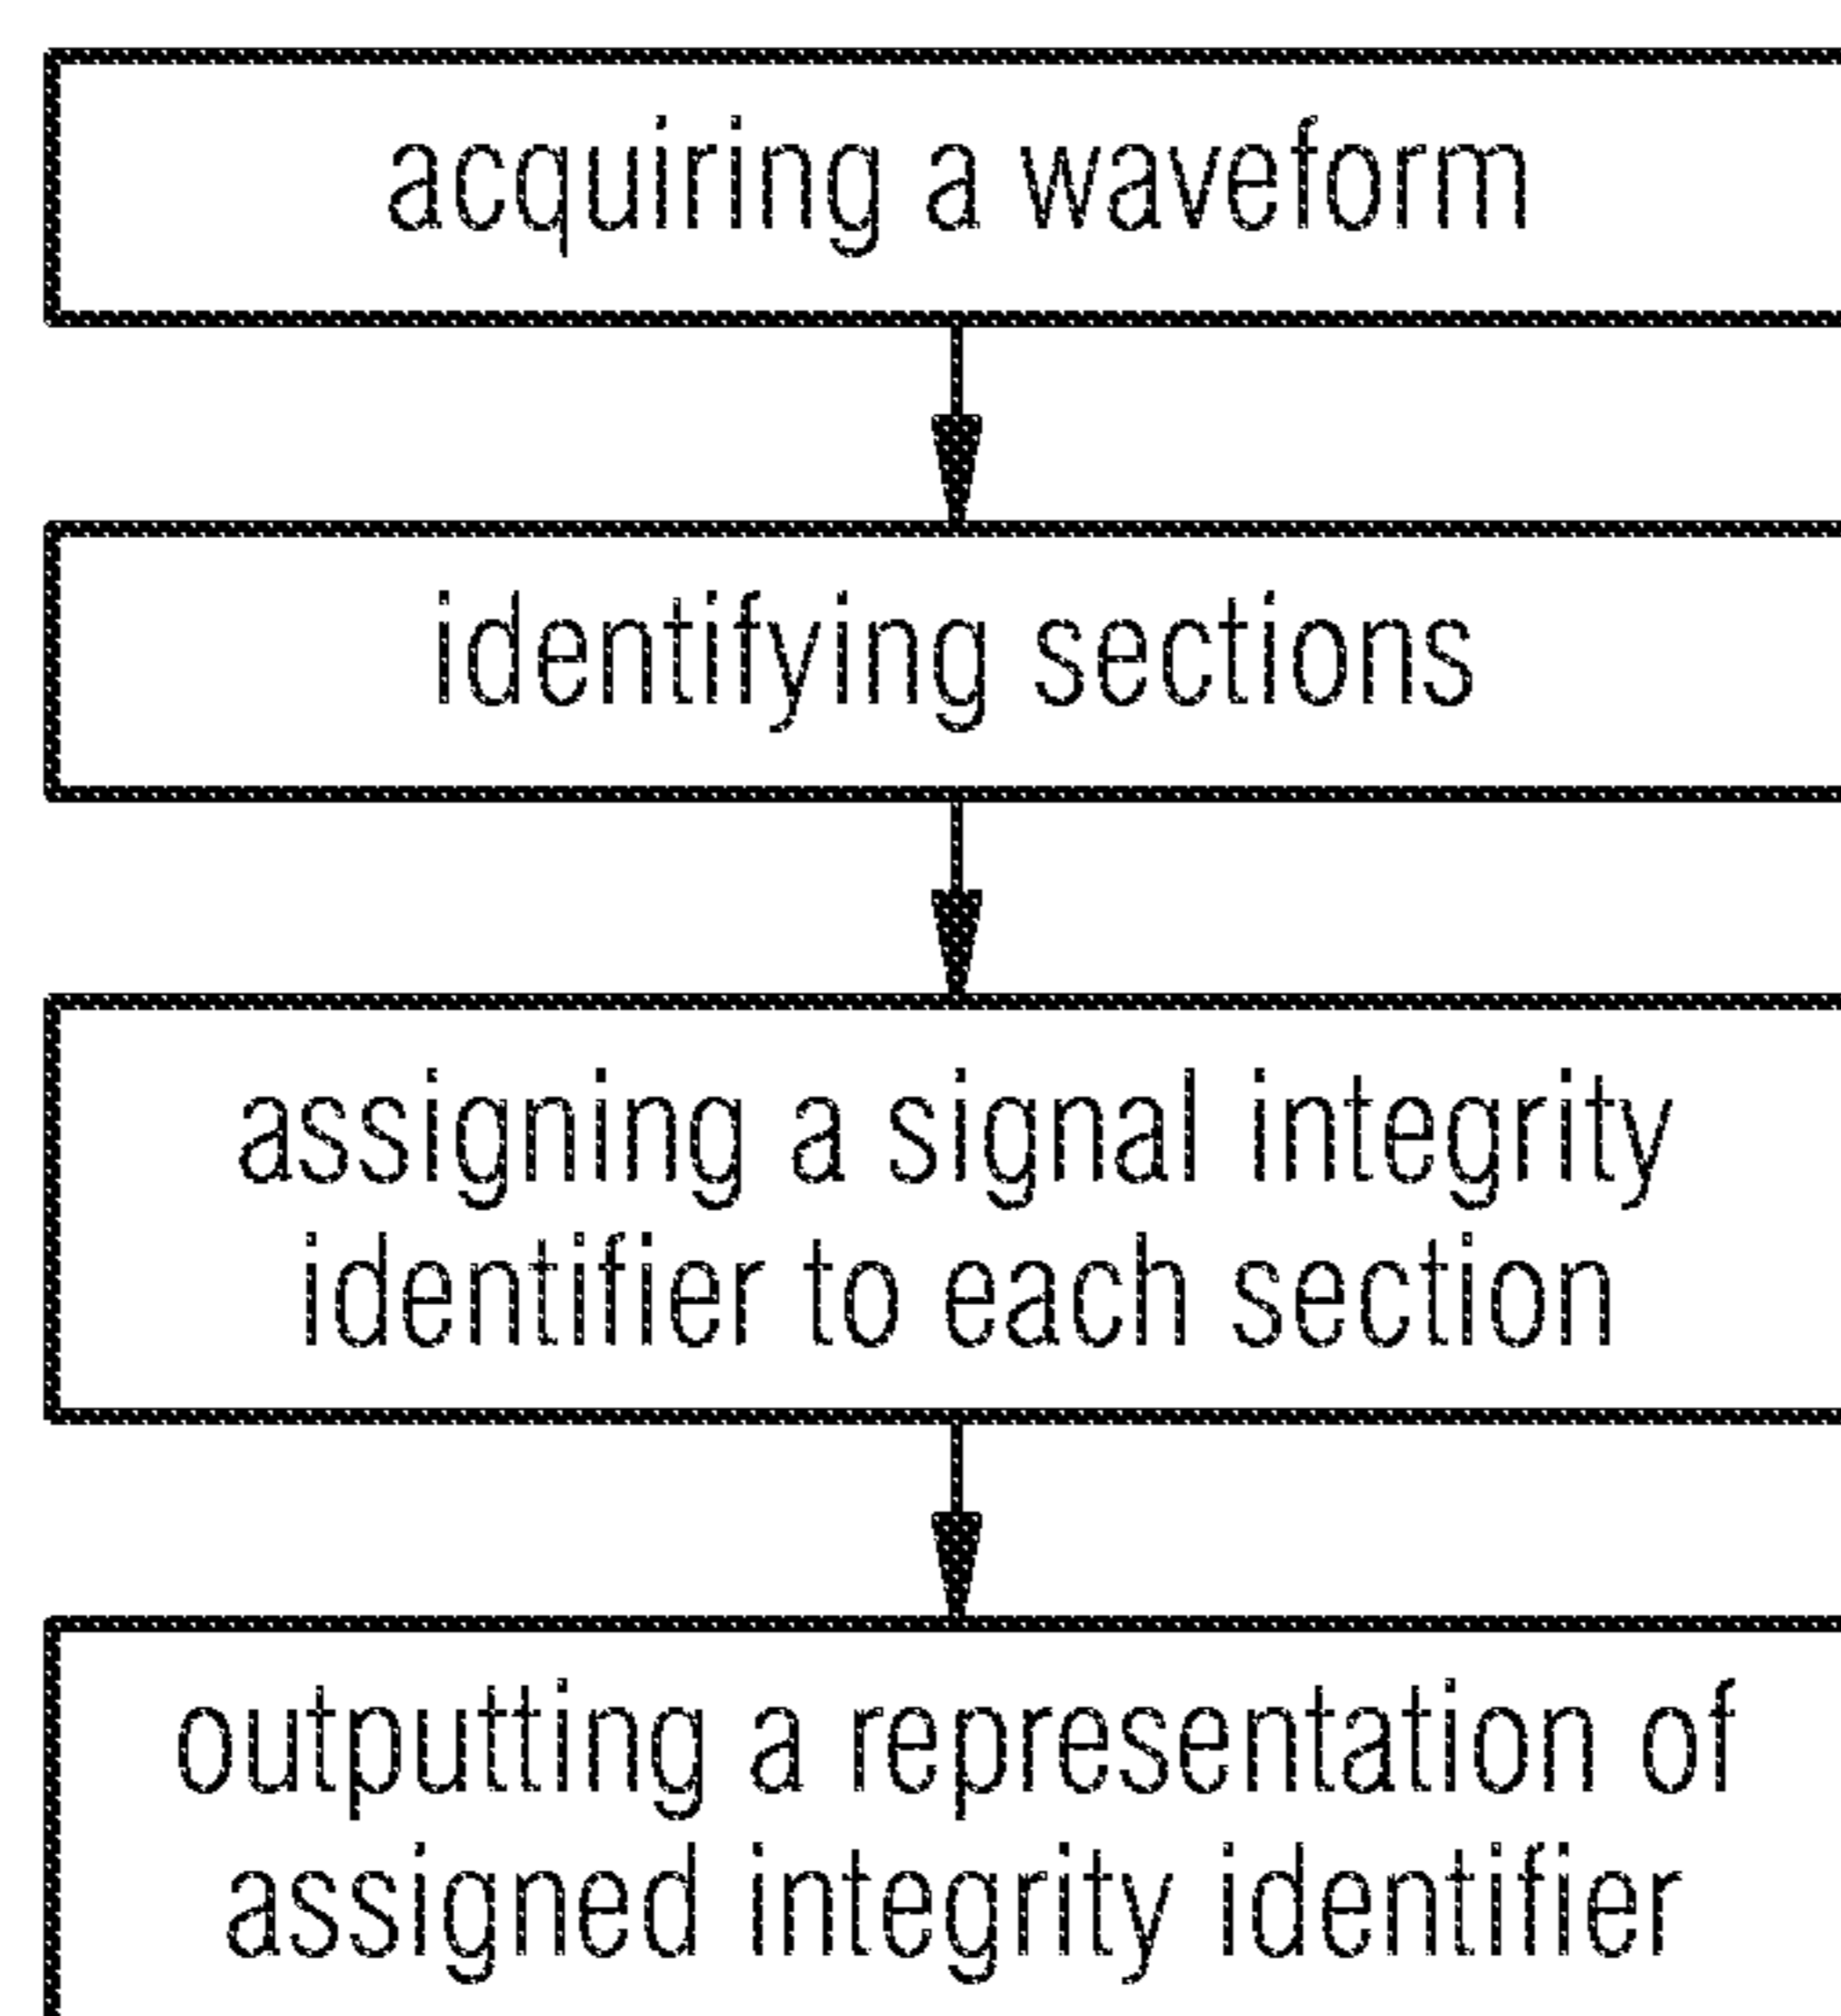 acquiring a waveform
identifying sections
assigning a signal integrity
identifier to each section
outputting a representation of
assigned integrity identifier